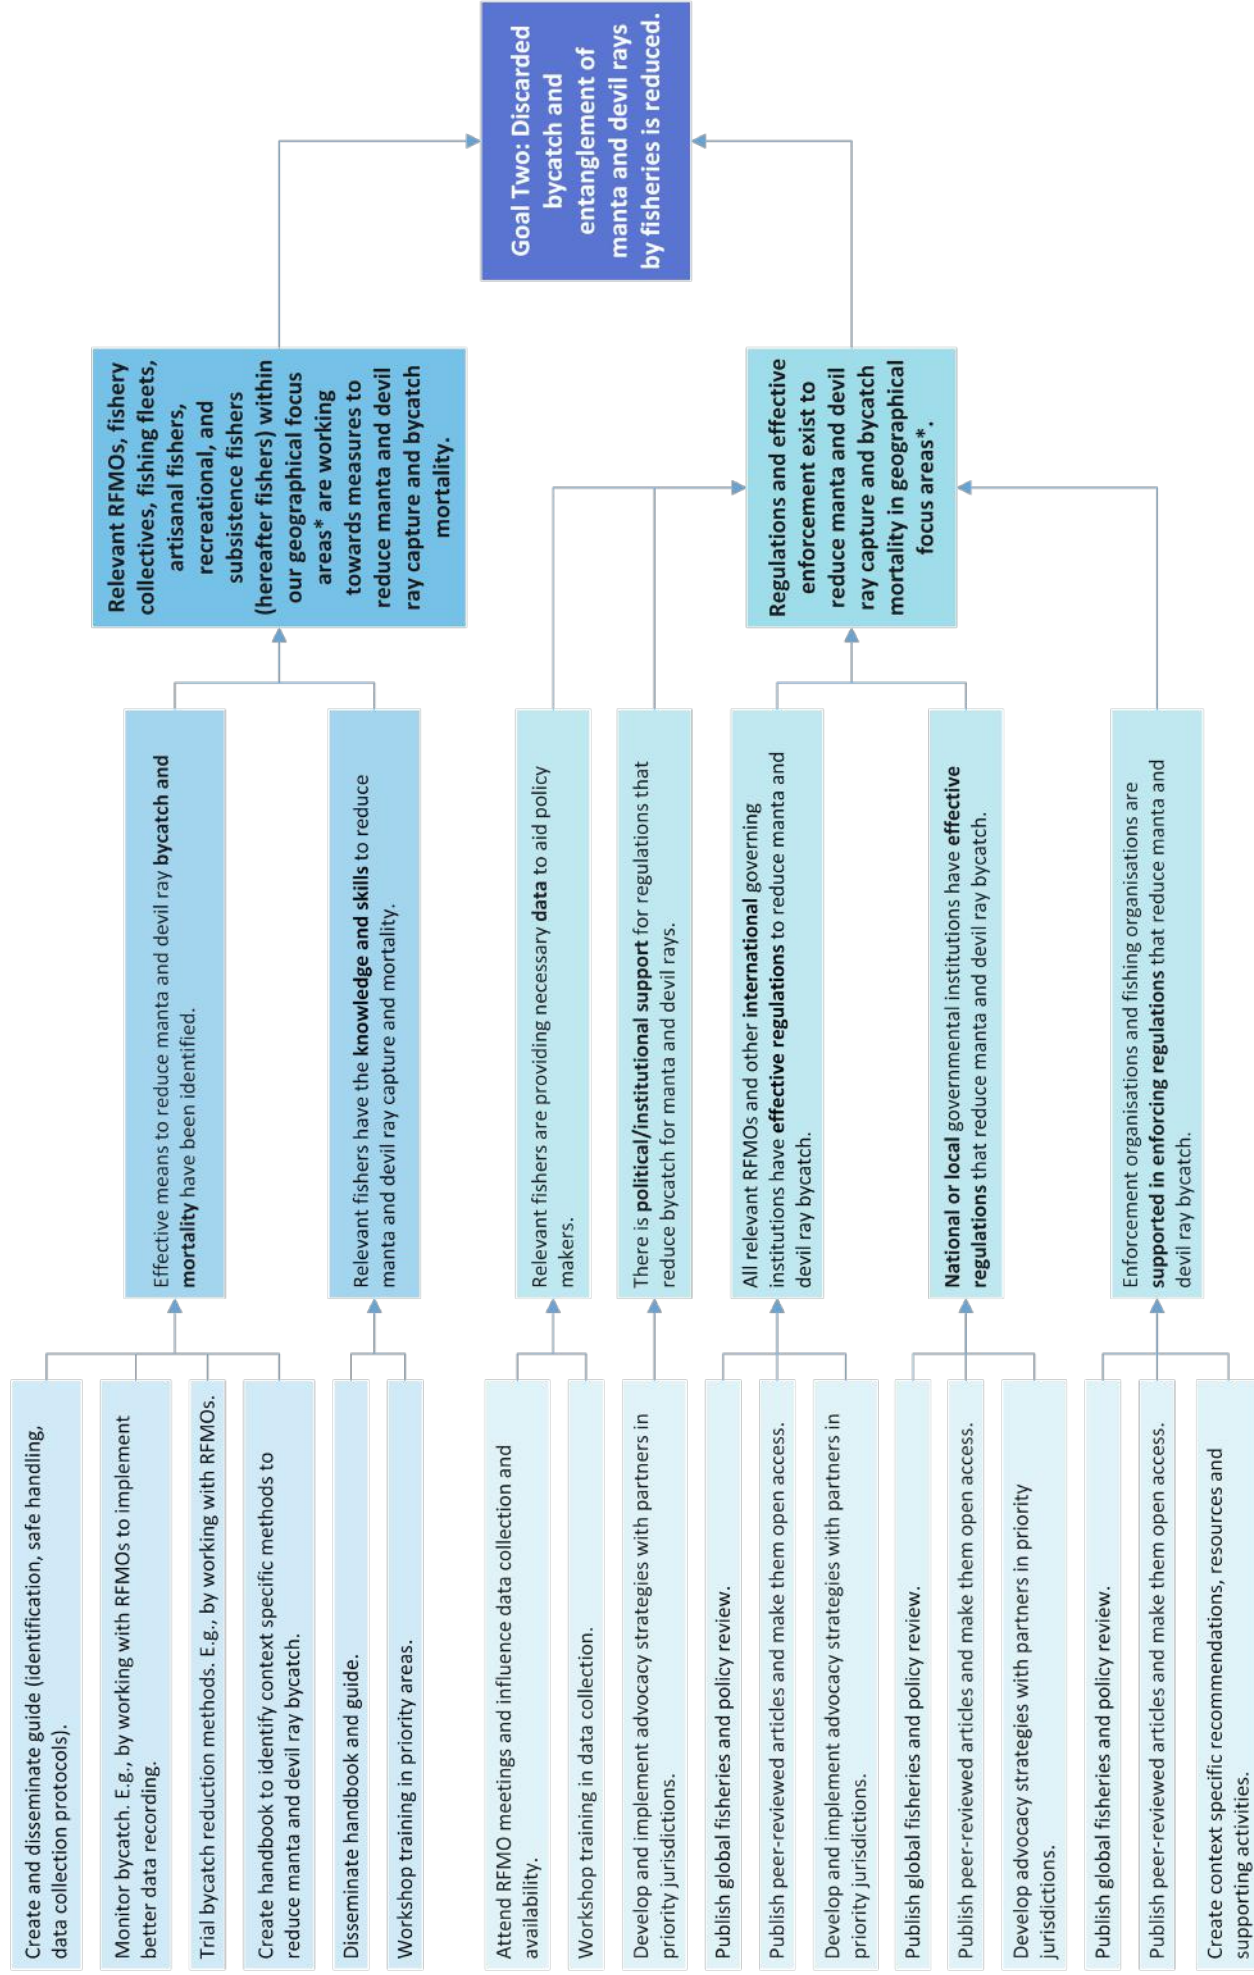 Create and disseminate guide (identification, safe handling,
data collection protocols).
Monitor bycatch. E.g., by working with RFMOs to implement
better data recording.
Trial bycatch reduction methods. E.g., by working with RFMOs.
Create handbook to identify context specific methods to
reduce manta and devil ray bycatch.
Disseminate handbook and guide.
Workshop training in priority areas.
Attend RFMO meetings and influence data collection and
availability.
Workshop training in data collection.
Develop and implement advocacy strategies with partners in
priority jurisdictions.
Publish global fisheries and policy review.
Publish peer-reviewed articles and make them open access.
Develop and implement advocacy strategies with partners in
priority jurisdictions.
Publish global fisheries and policy review.
Publish peer-reviewed articles and make them open access.
Develop advocacy strategies with partners in priority
jurisdictions.
Publish global fisheries and policy review.
Publish peer-reviewed articles and make them open access.
Create context specific recommendations, resources and
supporting activities.
Effective means to reduce manta and devil ray bycatch and
mortality have been identified.
Relevant fishers have the knowledge and skills to reduce
manta and devil ray capture and mortality.
Relevant fishers are providing necessary data to aid policy
makers.
There is political/institutional support for regulations that
reduce bycatch for manta and devil rays.
All relevant RFMOs and other international governing
institutions have effective regulations to reduce manta and
devil ray bycatch.
National or local governmental institutions have effective
regulations that reduce manta and devil ray bycatch.
Enforcement organisations and fishing organisations are
supported in enforcing regulations that reduce manta and
devil ray bycatch.
Relevant RFMOs, fishery
collectives, fishing fleets,
artisanal fishers,
recreational, and
subsistence fishers
(hereafter fishers) within
our geographical focus
areas* are working
towards measures to
reduce manta and devil
ray capture and bycatch
mortality.
Regulations and effective
enforcement exist to
reduce manta and devil
ray capture and bycatch
mortality in geographical
focus areas*.
Goal Two: Discarded
bycatch and
entanglement of
manta and devil rays
by fisheries is reduced.